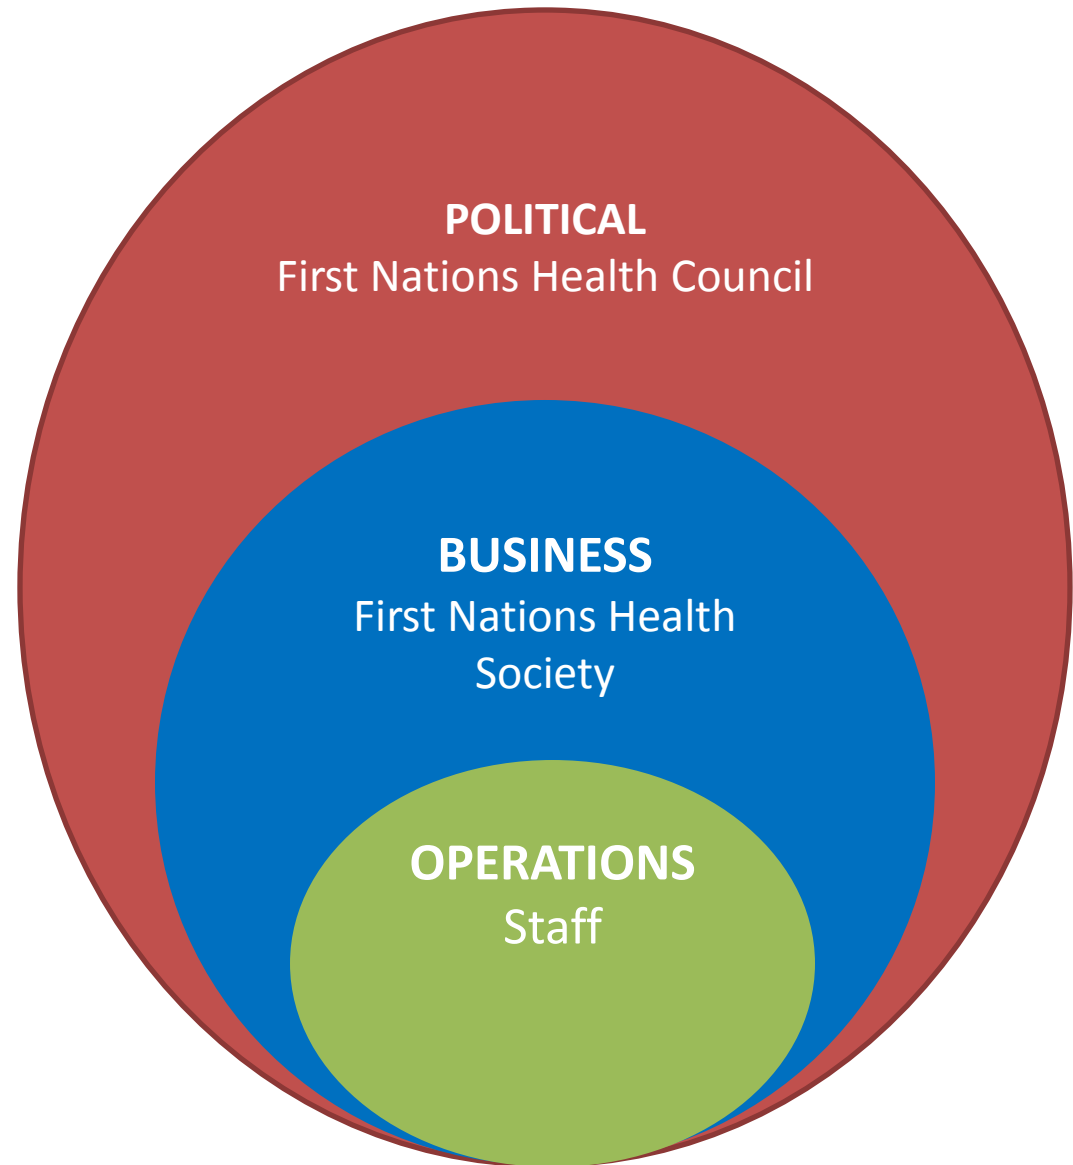 POLITICAL
First Nations Health Council
BUSINESS
First Nations Health
Society
OPERATIONS
Staff